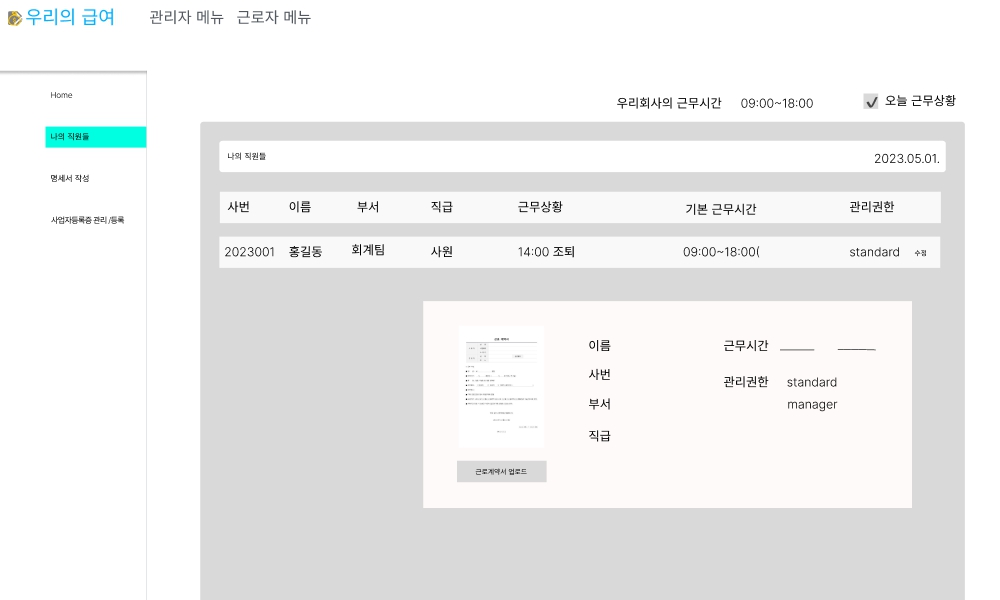 우리의 급여
관리자 메뉴 근로자 메뉴
Home
나의 직원들
명세서 작성
사업자등록증 관리 /등록
우리회사의 근무시간 09:00~18:00
오늘 근무상황
나의 직원들
2023.05.01.
사번 이름 부서 직급 근무상황 기본 근무시간 관리권한
2023001 홍길동 회계팀 사원 14:00 조퇴 09:00~18:00( standard 수정
근로계약서 업로드
이름
사번
부서
직급
근무시간
관리권한 standard
manager